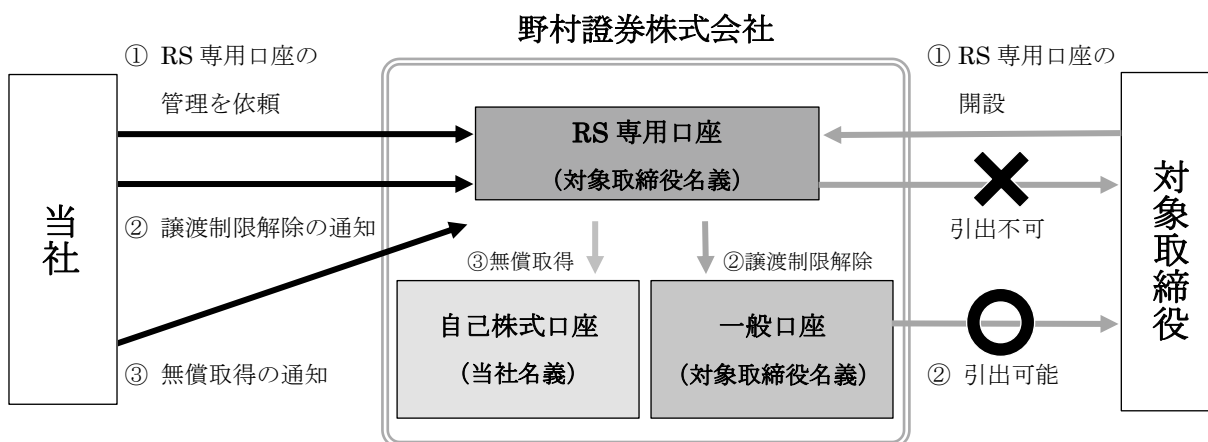 野村證券株式会社
① RS 専用口座の
管理を依頼
② 譲渡制限解除の通知
③ 無償取得の通知
当社
RS 専用口座
(対象取締役名義)
③無償取得
②譲渡制限解除
自己株式口座
(当社名義)
一般口座
(対象取締役名義)
① RS 専用口座の
開設
引出不可
② 引出可能
対象取締役